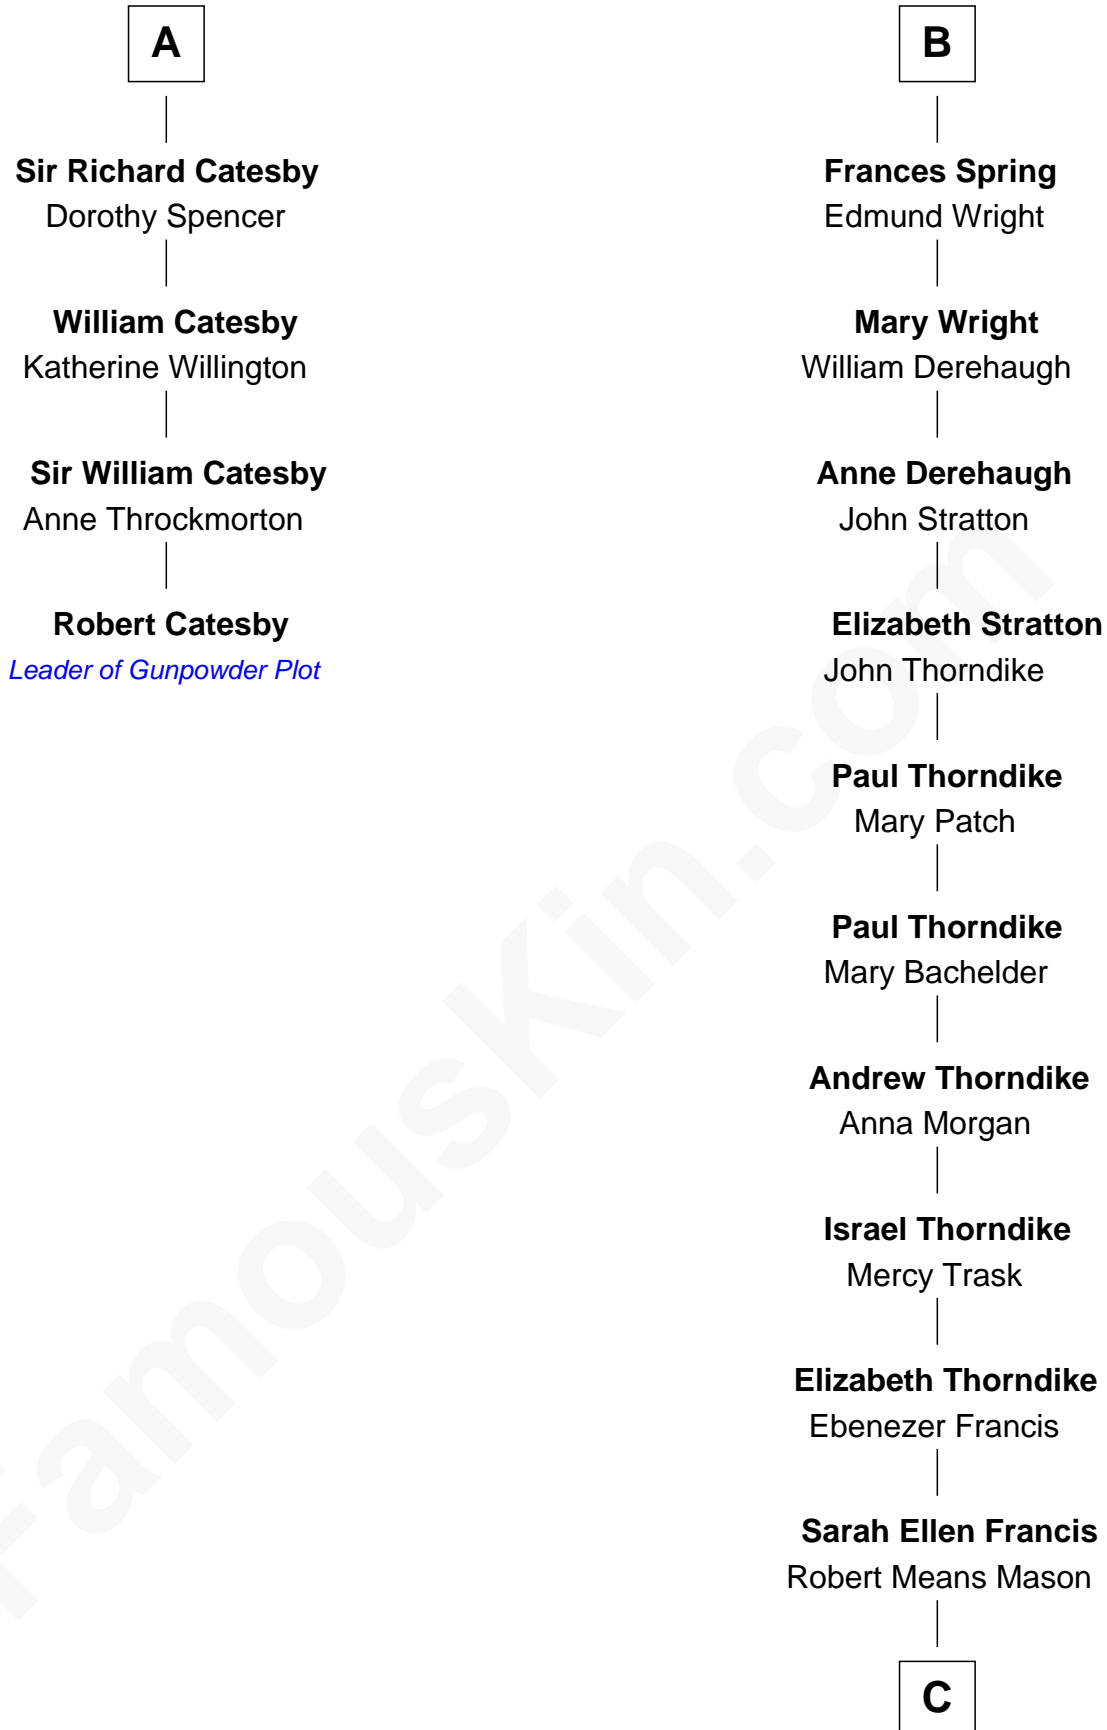 A
Sir Richard Catesby
Dorothy Spencer
William Catesby
Katherine Willington
Sir William Catesby
Anne Throckmorton
Robert Catesby
Leader of Gunpowder Plot
B
Frances Spring
Edmund Wright
Mary Wright
William Derehaugh
Anne Derehaugh
John Stratton
Elizabeth Stratton
John Thorndike
Paul Thorndike
Mary Patch
Paul Thorndike
Mary Bachelder
Andrew Thorndike
Anna Morgan
Israel Thorndike
Mercy Trask
Elizabeth Thorndike
Ebenezer Francis
Sarah Ellen Francis
Robert Means Mason
C
FamousKin.com